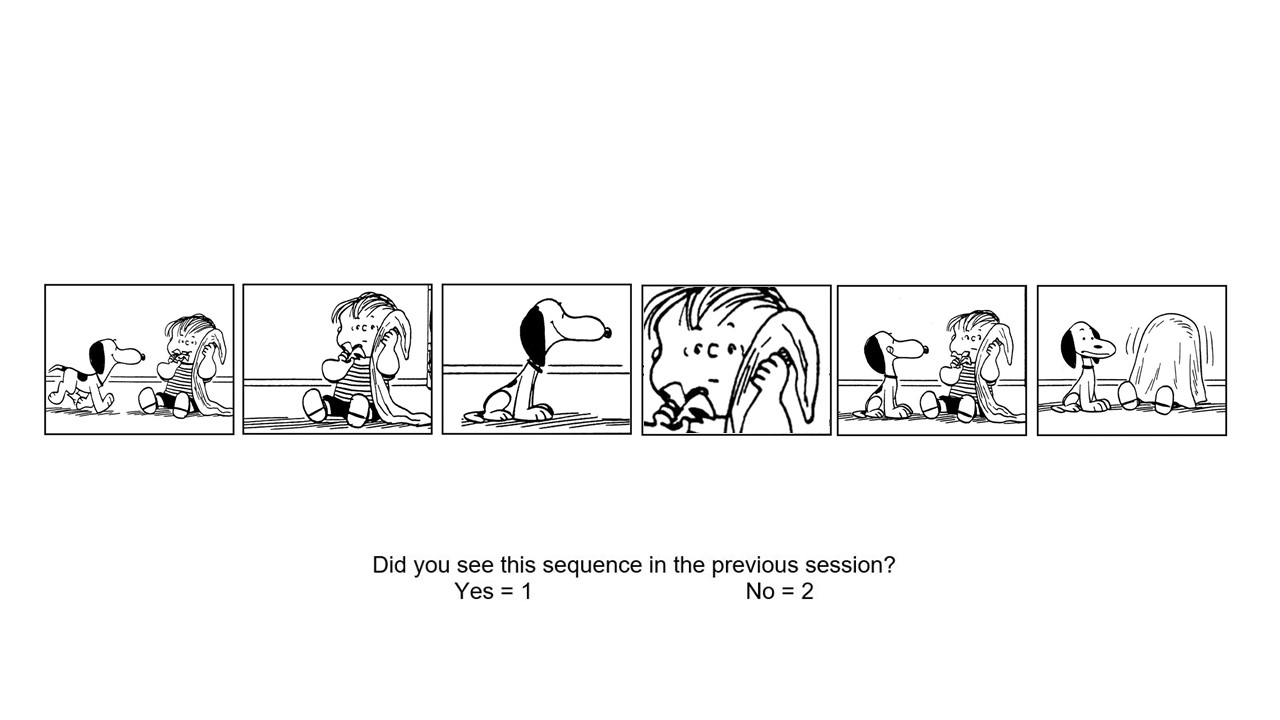 Did you see this sequence in the previous session?
Yes = 1 No = 2